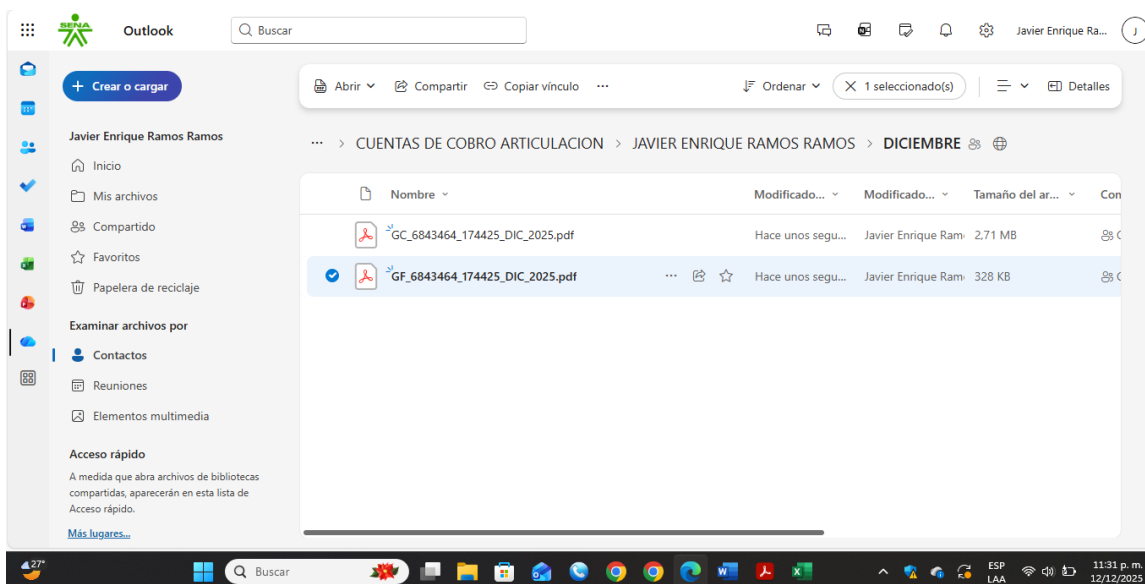 SENA
Outlook
Buscar
Javier Enrique Ra...
J
Crear o cargar
Abrir
Compartir
Copiar vínculo
...
Ordenar
1 seleccionado(s)
Detalles
Javier Enrique Ramos Ramos
Inicio
Mis archivos
Compartido
Favoritos
Papelera de reciclaje
Examinar archivos por
Contactos
Reuniones
Elementos multimedia
Acceso rápido
A medida que abra archivos de bibliotecas
compartidas, aparecerán en esta lista de
Acceso rápido.
Más lugares...
... > CUENTAS DE COBRO ARTICULACION > JAVIER ENRIQUE RAMOS RAMOS > DICIEMBRE
Nombre Modificado... Modificado... Tamaño del ar... Con
GC_6843464_174425_DIC_2025.pdf Hace unos segu... Javier Enrique Ram 2,71 MB
GF_6843464_174425_DIC_2025.pdf ... Hace unos segu... Javier Enrique Ram 328 KB
27°
Buscar
ESP
LAA
11:31 p. m.
12/12/2025